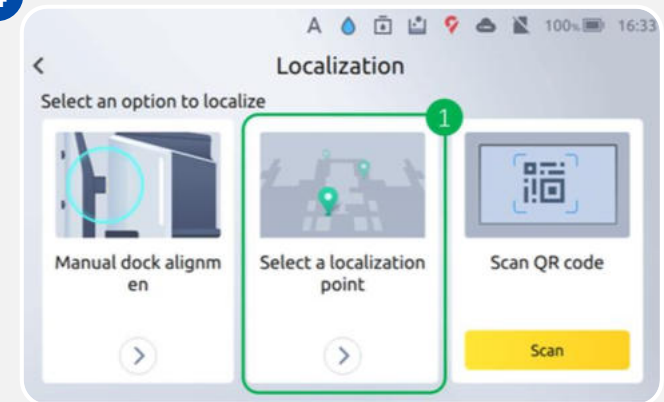 A 100% 16:33
< Localization
Select an option to localize
1
Manual dock alignm
en
>
Select a localization
point
>
Scan QR code
Scan